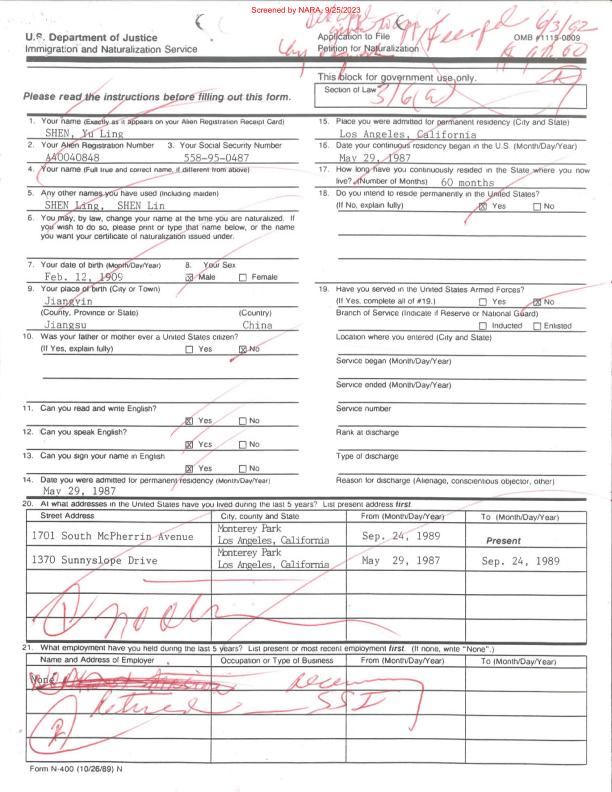 Screened by NARA, 9/25/2023
U.S. Department of Justice
Immigration and Naturalization Service
Application to File
Petition for Naturalization
OMB #1115-0009
6/3/92
This block for government use only.
Section of Law
316(a)
Please read the instructions before filling out this form.
1. Your name (Exactly as it appears on your Alien Registration Receipt Card)
SHEN, Yu Ling
2. Your Alien Registration Number 3. Your Social Security Number
A40040848 558-95-0487
4. Your name (Full true and correct name, if different from above)
5. Any other names you have used (Including maiden)
SHEN Ling, SHEN Lin
6. You may, by law, change your name at the time you are naturalized. If
you wish to do so, please print or type that name below, or the name
you want your certificate of naturalization issued under.
7. Your date of birth (Month/Day/Year) 8. Your Sex
Feb. 12, 1909 ☒ Male ☐ Female
9. Your place of birth (City or Town)
Jiangyin
(County, Province or State) (Country)
Jiangsu China
10. Was your father or mother ever a United States citizen?
(If Yes, explain fully) ☐ Yes ☒ No
11. Can you read and write English?
☒ Yes ☐ No
12. Can you speak English?
☒ Yes ☐ No
13. Can you sign your name in English
☒ Yes ☐ No
14. Date you were admitted for permanent residency (Month/Day/Year)
May 29, 1987
15. Place you were admitted for permanent residency (City and State)
Los Angeles, California
16. Date your continuous residency began in the U.S. (Month/Day/Year)
May 29, 1987
17. How long have you continuously resided in the State where you now
live? (Number of Months) 60 months
18. Do you intend to reside permanently in the United States?
(If No, explain fully) ☒ Yes ☐ No
19. Have you served in the United States Armed Forces?
(If Yes, complete all of #19.) ☐ Yes ☒ No
Branch of Service (Indicate if Reserve or National Guard)
☐ Inducted ☐ Enlisted
Location where you entered (City and State)
Service began (Month/Day/Year)
Service ended (Month/Day/Year)
Service number
Rank at discharge
Type of discharge
Reason for discharge (Alienage, conscienceous objector, other)
20. At what addresses in the United States have you lived during the last 5 years? List present address first.
Street Address City, county and State From (Month/Day/Year) To (Month/Day/Year)
1701 South McPherrin Avenue Monterey Park Los Angeles, California Sep. 24, 1989 Present
1370 Sunnyslope Drive Monterey Park Los Angeles, California May 29, 1987 Sep. 24, 1989
21. What employment have you held during the last 5 years? List present or most recent employment first. (If none, write "None".)
Name and Address of Employer Occupation or Type of Business From (Month/Day/Year) To (Month/Day/Year)
None
Retired SSI
Form N-400 (10/26/89) N